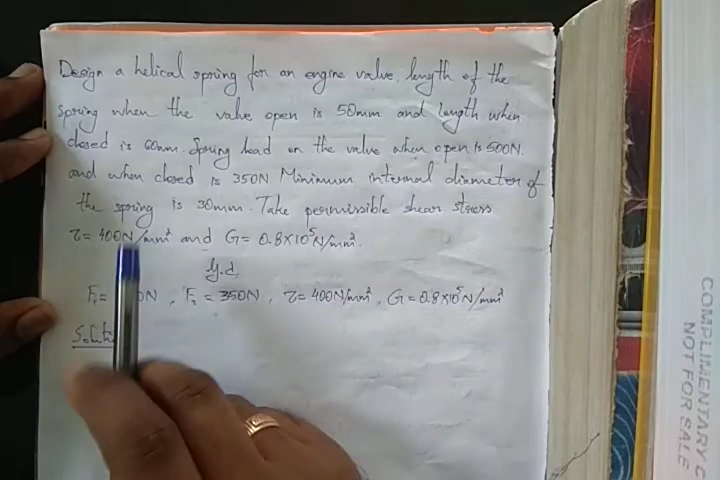 Design a helical spring for an engine valve. length of the
spring when the valve open is 50mm and length when
closed is 60mm. Spring load on the valve when open is 500N.
and when closed is 350N. Minimum internal diameter of
the spring is 30mm. Take permissible shear stress
τ = 400N/mm² and G = 0.8×10⁵N/mm².
F₁= 0N, F₂ = 350N, τ = 400N/mm², G = 0.8×10⁵N/mm²
COMPLIMENTARY C
NOT FOR SALE